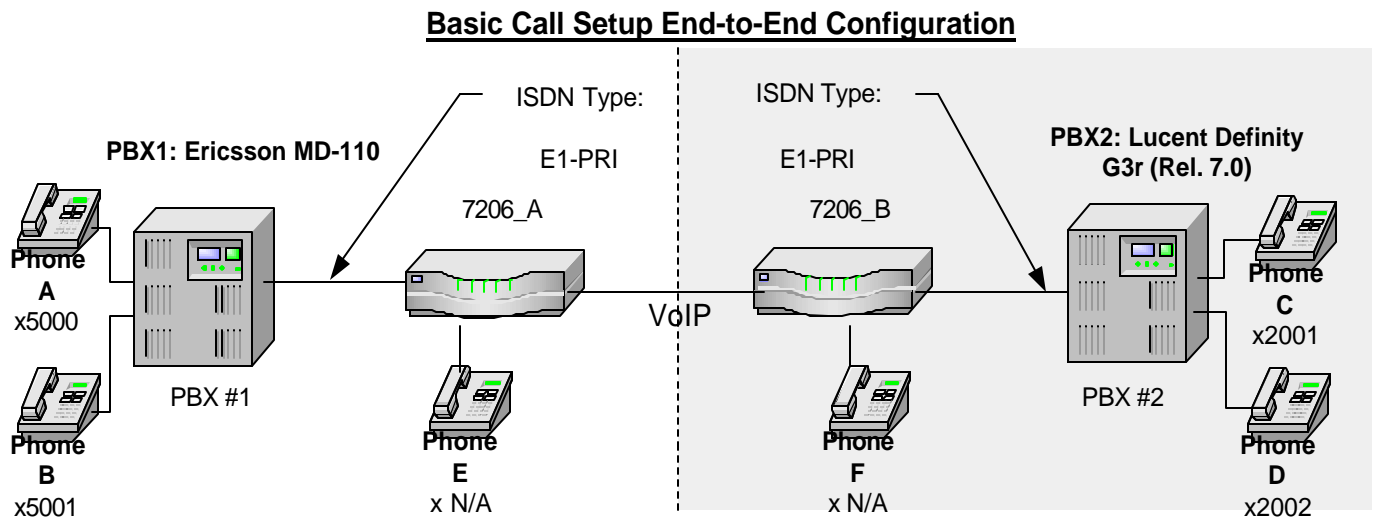 Basic Call Setup End-to-End Configuration
ISDN Type:
E1-PRI
ISDN Type:
E1-PRI
PBX1: Ericsson MD-110
PBX2: Lucent Definity
G3r (Rel. 7.0)
7206_A
7206_B
VoIP
Phone
A
x5000
Phone
B
x5001
PBX #1
Phone
E
x N/A
Phone
F
x N/A
PBX #2
Phone
C
x2001
Phone
D
x2002